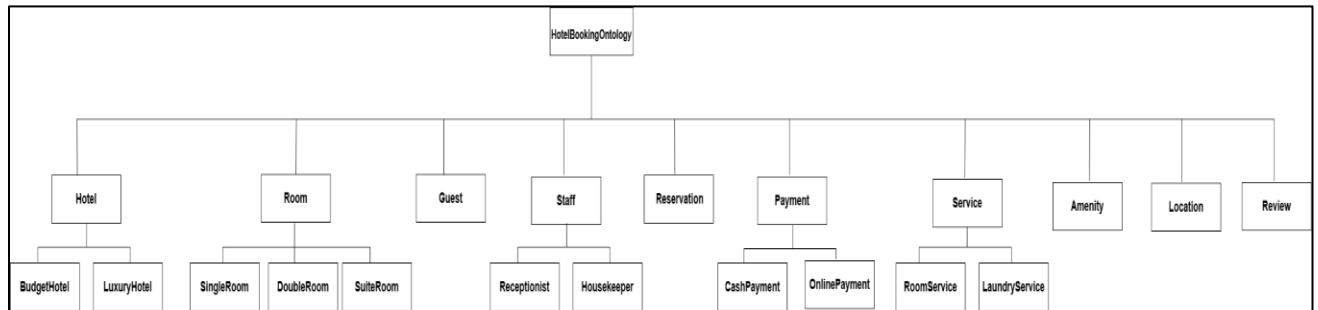 HotelBookingOntology
Hotel
Room
Guest
Staff
Reservation
Payment
Service
Amenity
Location
Review
BudgetHotel
LuxuryHotel
SingleRoom
DoubleRoom
SuiteRoom
Receptionist
Housekeeper
CashPayment
OnlinePayment
RoomService
LaundryService